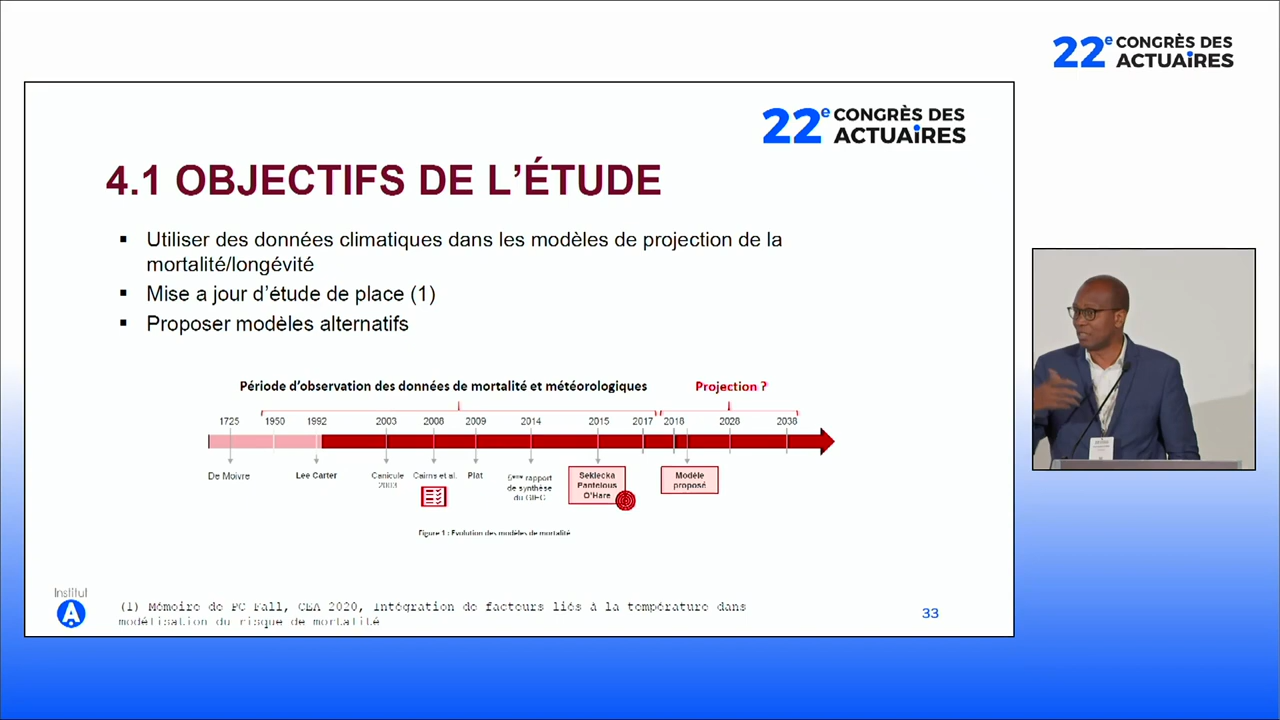 22e CONGRÈS DES
ACTUAIRES
22e CONGRÈS DES
ACTUAIRES
4.1 OBJECTIFS DE L'ÉTUDE
▪ Utiliser des données climatiques dans les modèles de projection de la
mortalité/longévité
▪ Mise a jour d'étude de place (1)
▪ Proposer modèles alternatifs
Période d'observation des données de mortalité et météorologiques
Projection ?
1725 1950 1992 2003 2008 2009 2014 2015 2017 2018 2028 2038
De Moivre
Lee Carter
Canicule
2003
Cairns et al.
Plat
5ème rapport
de synthèse
du GIEC
Seklecka
Pantelous
O'Hare
Modèle
proposé
Figure 1 : Evolution des modèles de mortalité
Institut
A
(1) Mémoire de PC Fall, CEA 2020, Intégration de facteurs liés à la température dans
modélisation du risque de mortalité
33